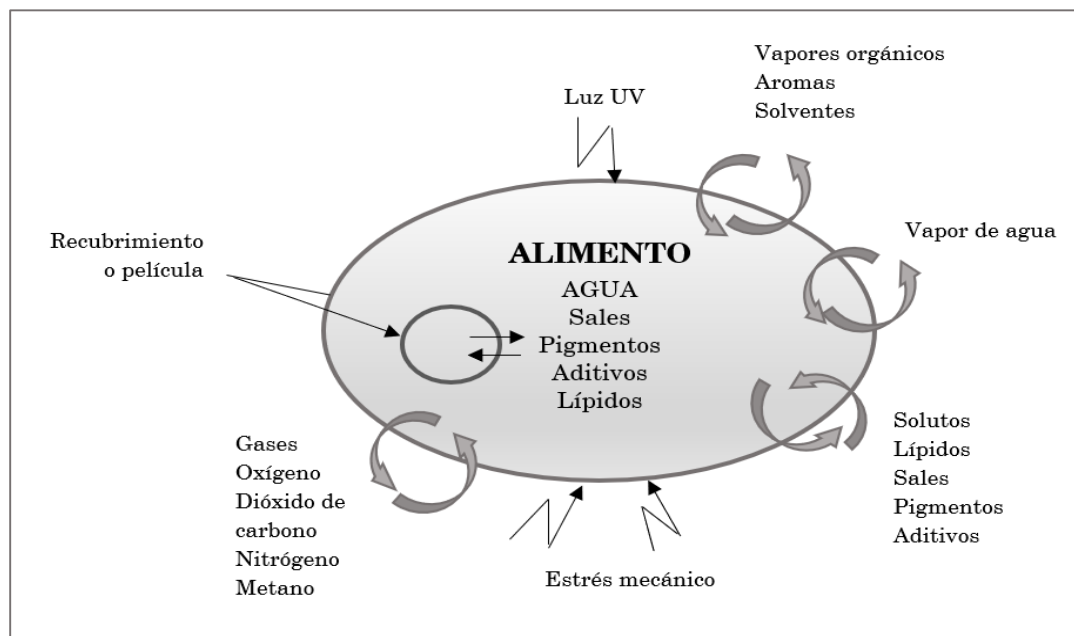 Vapores orgánicos
Aromas
Solventes
Luz UV
Vapor de agua
Recubrimiento
o película
ALIMENTO
AGUA
Sales
Pigmentos
Aditivos
Lípidos
Gases
Oxígeno
Dióxido de
carbono
Nitrógeno
Metano
Solutos
Lípidos
Sales
Pigmentos
Aditivos
Estrés mecánico